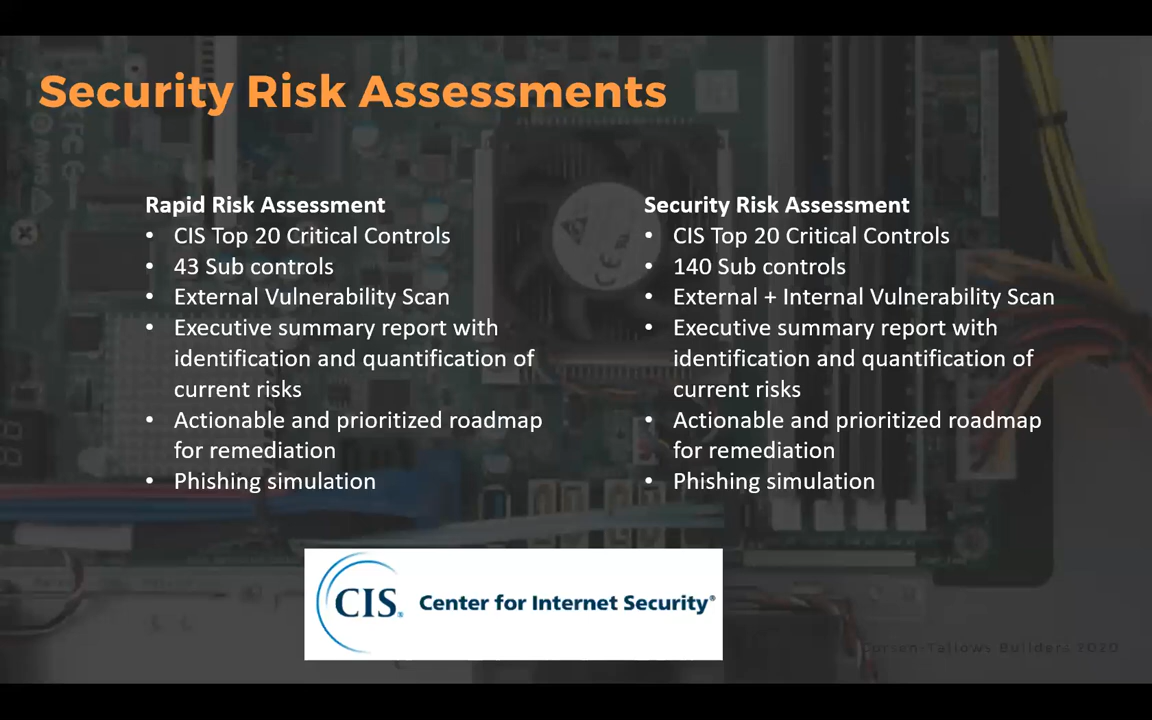 Security Risk Assessments
Rapid Risk Assessment
• CIS Top 20 Critical Controls
• 43 Sub controls
• External Vulnerability Scan
• Executive summary report with
identification and quantification of
current risks
• Actionable and prioritized roadmap
for remediation
• Phishing simulation
Security Risk Assessment
• CIS Top 20 Critical Controls
• 140 Sub controls
• External + Internal Vulnerability Scan
• Executive summary report with
identification and quantification of
current risks
• Actionable and prioritized roadmap
for remediation
• Phishing simulation
CIS® Center for Internet Security®
Builders 2020